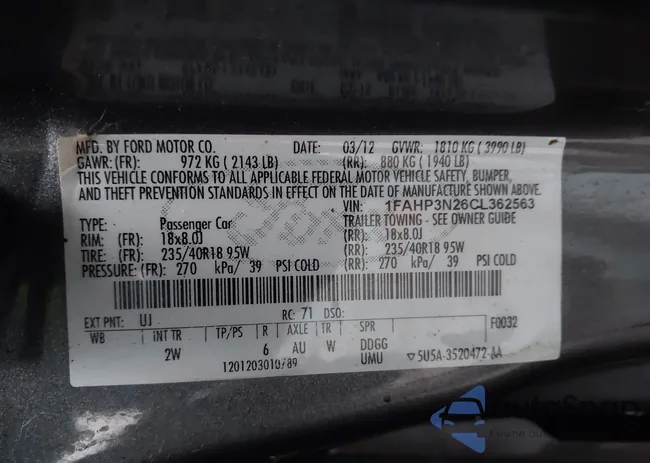 MFD. BY FORD MOTOR CO. DATE: 03/12 GVWR: 1810 KG ( 3990 LB)
GAWR: (FR): 972 KG ( 2143 LB) (RR): 880 KG ( 1940 LB)
THIS VEHICLE CONFORMS TO ALL APPLICABLE FEDERAL MOTOR VEHICLE SAFETY, BUMPER,
AND THEFT PREVENTION STANDARDS IN EFFECT ON THE DATE OF MANUFACTURE SHOWN ABOVE.
VIN: 1FAHP3N26CL362563
TYPE: Passenger Car TRAILER TOWING - SEE OWNER GUIDE
RIM: (FR): 18x8.0J (RR): 18x8.0J
TIRE: (FR): 235/40R18 95W (RR): 235/40R18 95W
PRESSURE: (FR): 270 kPa/ 39 PSI COLD (RR): 270 kPa/ 39 PSI COLD
EXT PNT: UJ RC: 71 DSO: F0032
WB INT TR TP/PS R AXLE TR SPR
2W 6 AU W DDGG
1201203010789 UMU ▽5U5A-3520472-AA